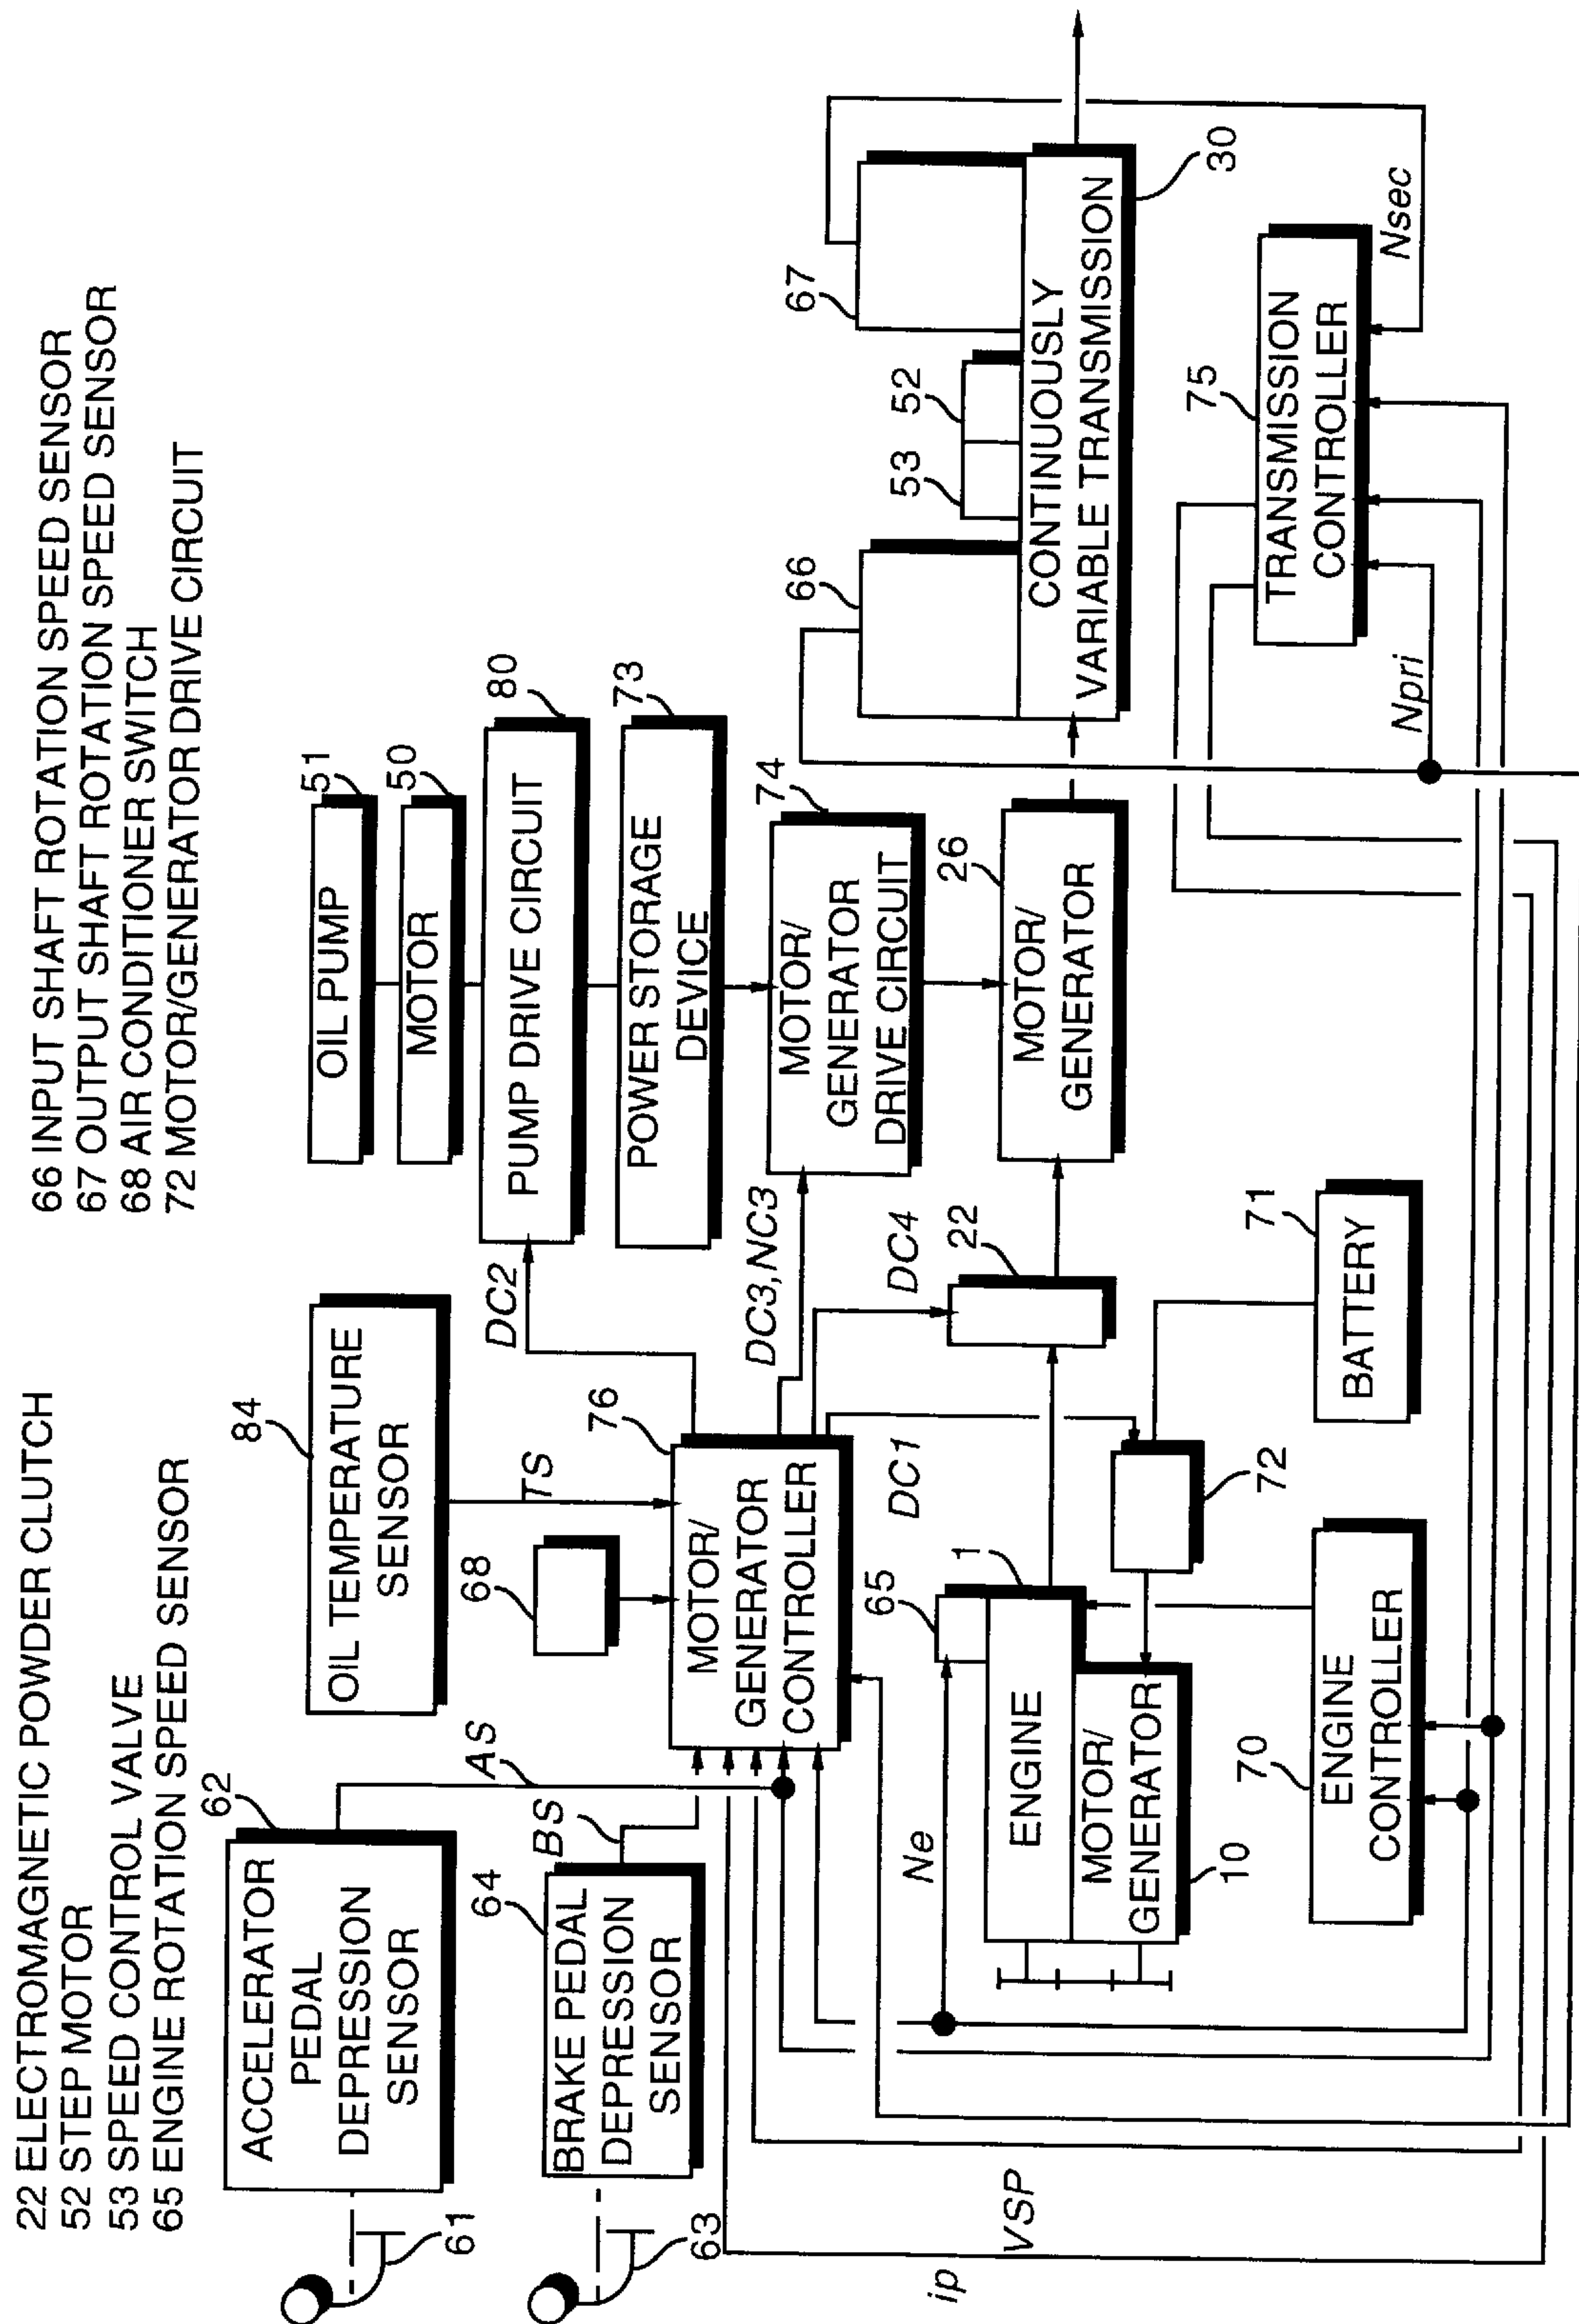 22 ELECTROMAGNETIC POWDER CLUTCH
52 STEP MOTOR
53 SPEED CONTROL VALVE
65 ENGINE ROTATION SPEED SENSOR
66 INPUT SHAFT ROTATION SPEED SENSOR
67 OUTPUT SHAFT ROTATION SPEED SENSOR
68 AIR CONDITIONER SWITCH
72 MOTOR/GENERATOR DRIVE CIRCUIT
61
62
ACCELERATOR
PEDAL
DEPRESSION
SENSOR
AS
84
OIL TEMPERATURE
SENSOR
TS
51
OIL PUMP
50
MOTOR
80
PUMP DRIVE CIRCUIT
DC2
73
POWER STORAGE
DEVICE
63
64
BRAKE PEDAL
DEPRESSION
SENSOR
BS
68
76
MOTOR/
GENERATOR
CONTROLLER
DC3,NC3
74
MOTOR/
GENERATOR
DRIVE CIRCUIT
66
53
52
67
CONTINUOUSLY
VARIABLE TRANSMISSION
30
DC4
22
26
MOTOR/
GENERATOR
DC1
Ne
65
1
ENGINE
MOTOR/
GENERATOR
10
72
71
BATTERY
75
TRANSMISSION
CONTROLLER
Npri
Nsec
70
ENGINE
CONTROLLER
ip
VSP